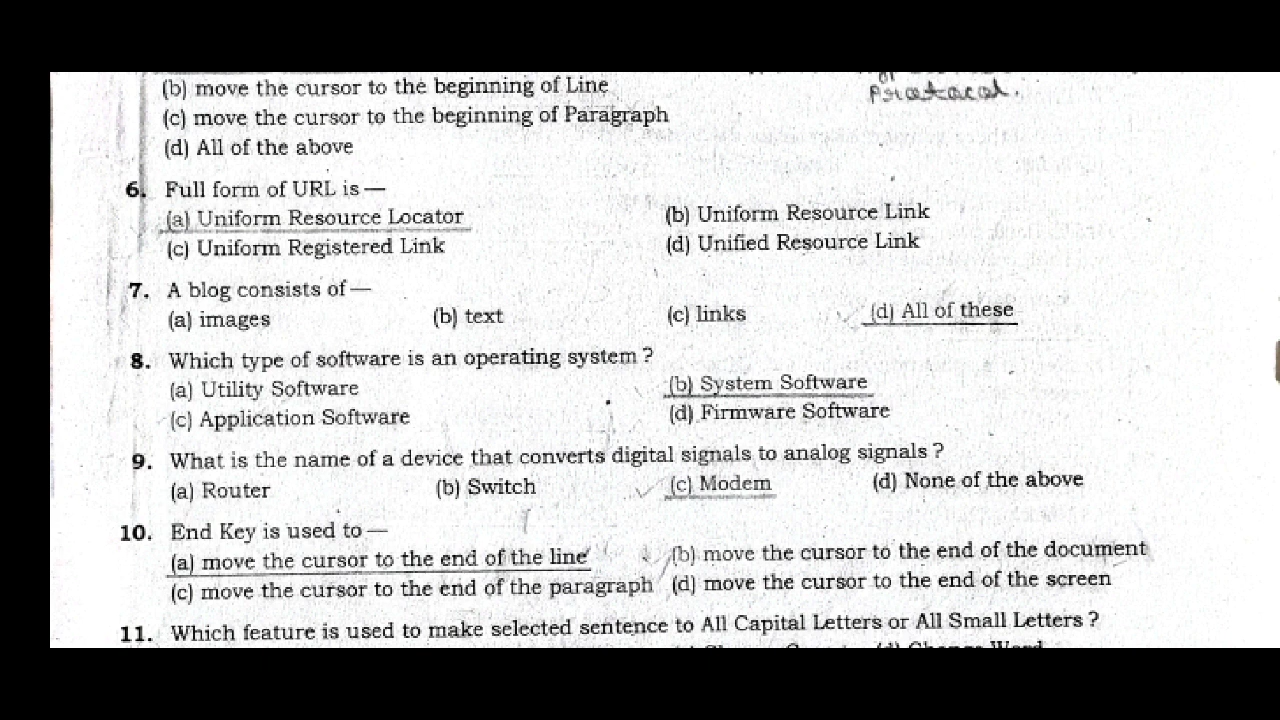 Protocol.
(b) move the cursor to the beginning of Line
(c) move the cursor to the beginning of Paragraph
(d) All of the above
6. Full form of URL is —
(a) Uniform Resource Locator (b) Uniform Resource Link
(c) Uniform Registered Link (d) Unified Resource Link
7. A blog consists of —
(a) images (b) text (c) links (d) All of these
8. Which type of software is an operating system ?
(a) Utility Software (b) System Software
(c) Application Software (d) Firmware Software
9. What is the name of a device that converts digital signals to analog signals ?
(a) Router (b) Switch (c) Modem (d) None of the above
10. End Key is used to —
(a) move the cursor to the end of the line (b) move the cursor to the end of the document
(c) move the cursor to the end of the paragraph (d) move the cursor to the end of the screen
11. Which feature is used to make selected sentence to All Capital Letters or All Small Letters ?
(d) Change Word